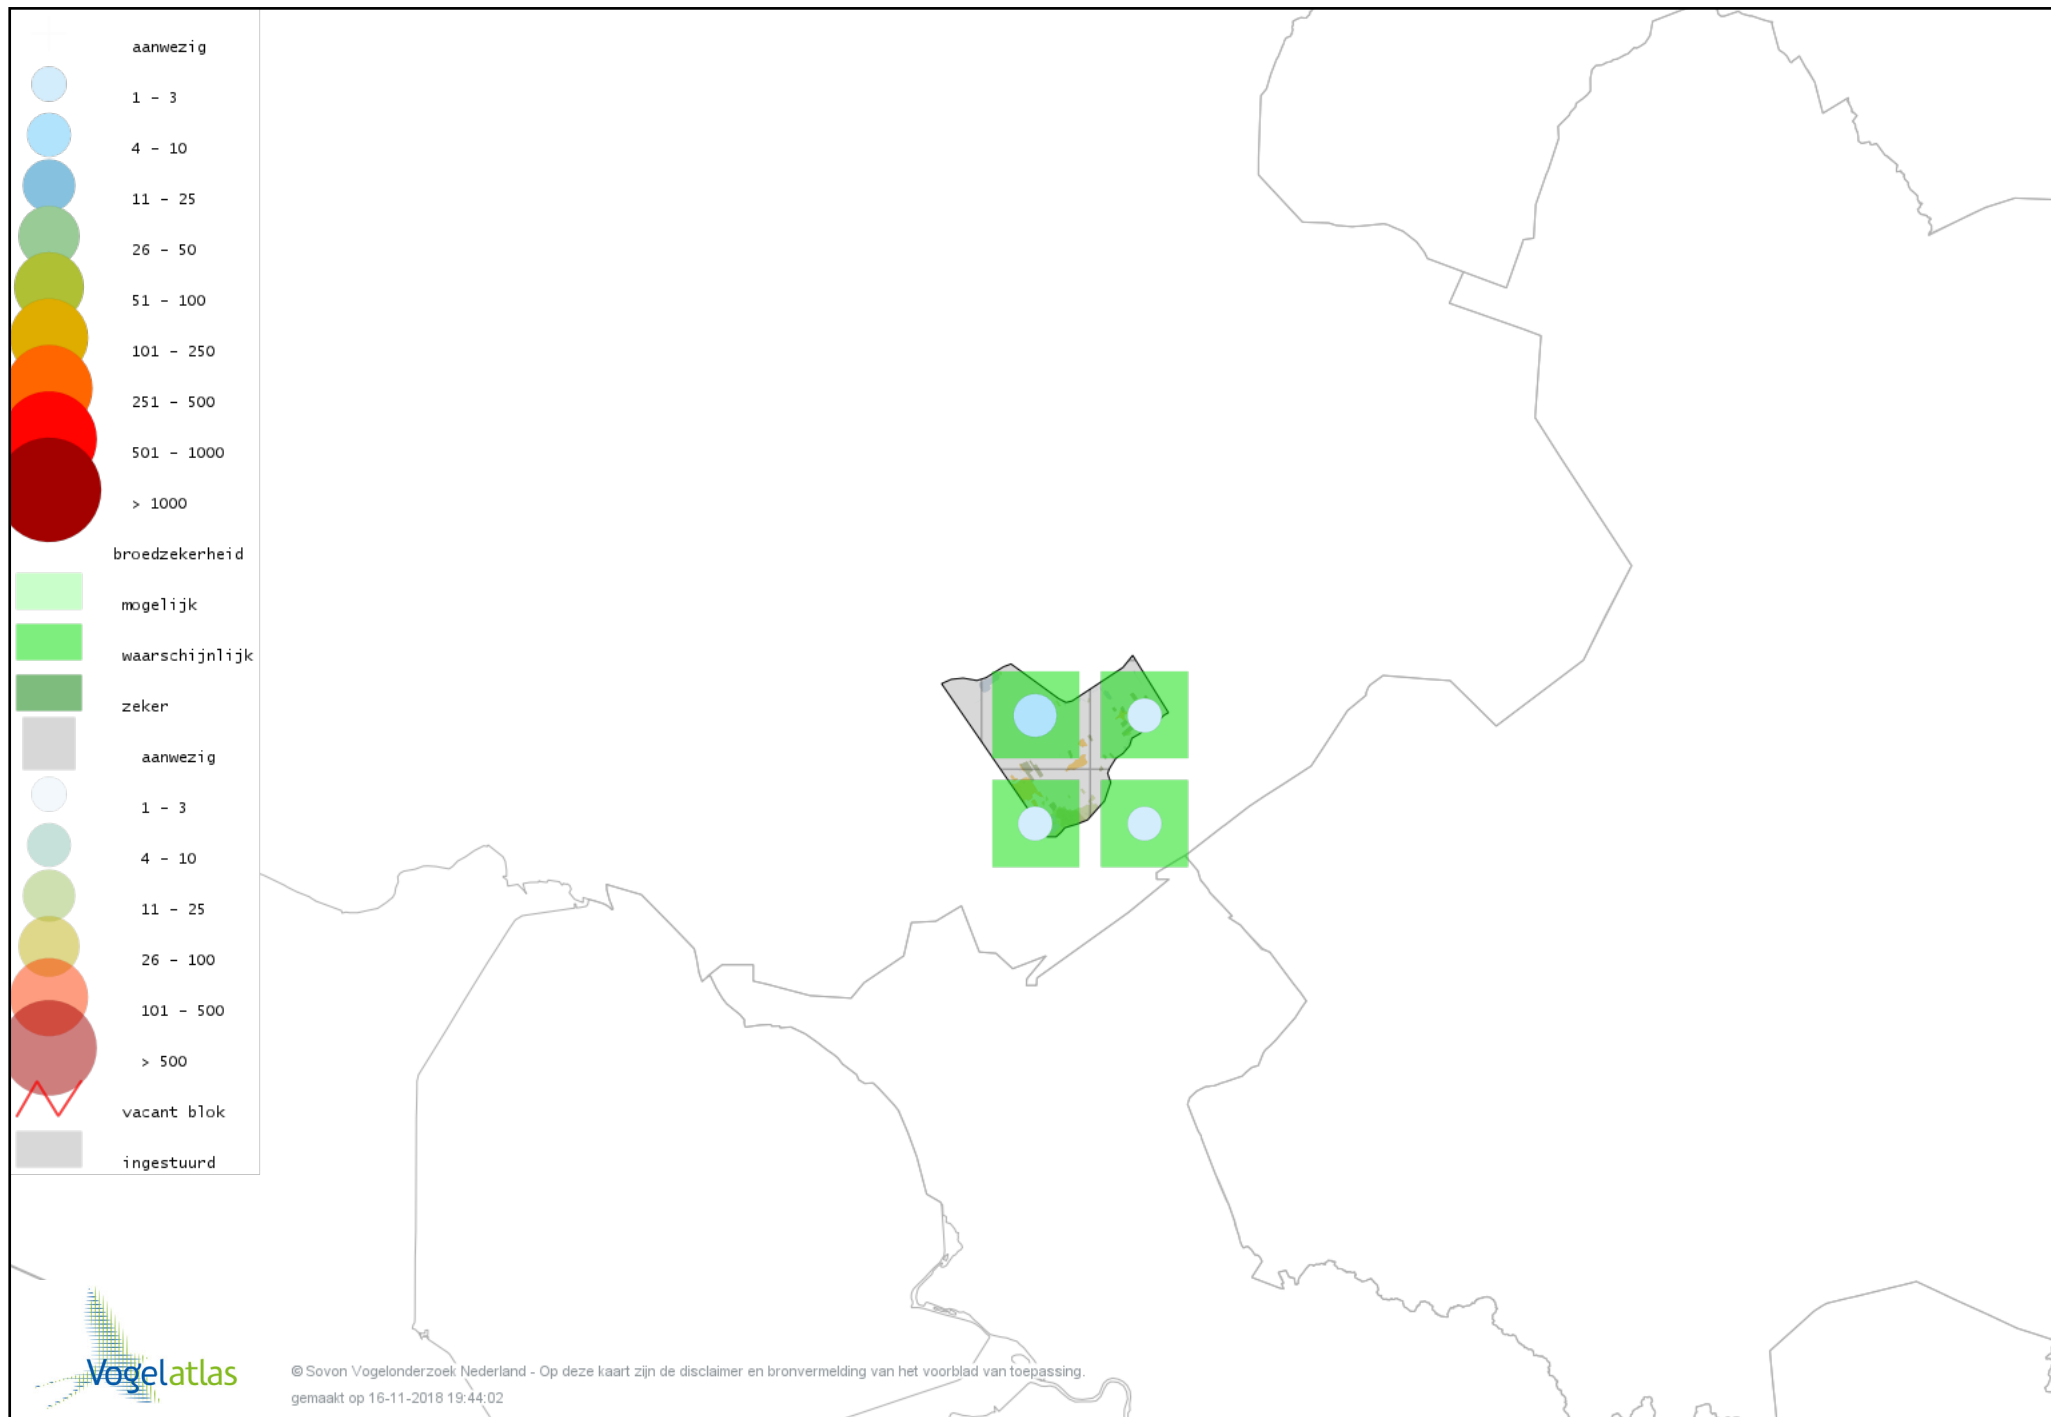 aanwezig
1 - 3
4 - 10
11 - 25
26 - 50
51 - 100
101 - 250
251 - 500
501 - 1000
> 1000
broedzekerheid
mogelijk
waarschijnlijk
zeker
aanwezig
1 - 3
4 - 10
11 - 25
26 - 100
101 - 500
> 500
vacant blok
ingestuurd
Vogelatlas
© Sovon Vogelonderzoek Nederland - Op deze kaart zijn de disclaimer en bronvermelding van het voorblad van toepassing.
gemaakt op 16-11-2018 19:44:02